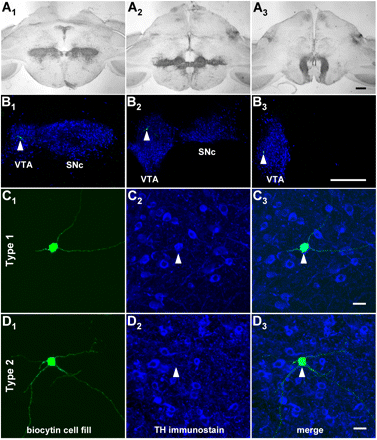 A1 A2 A3
B1 B2 B3
VTA SNc VTA SNc VTA
C1 C2 C3
Type 1
D1 D2 D3
Type 2
biocytin cell fill TH immunostain merge